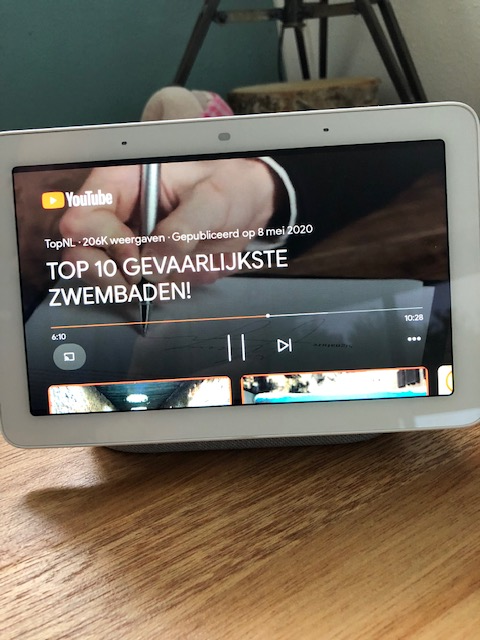 YouTube
TopNL · 206K weergaven · Gepubliceerd op 8 mei 2020
TOP 10 GEVAARLIJKSTE
ZWEMBADEN!
6:10
10:28